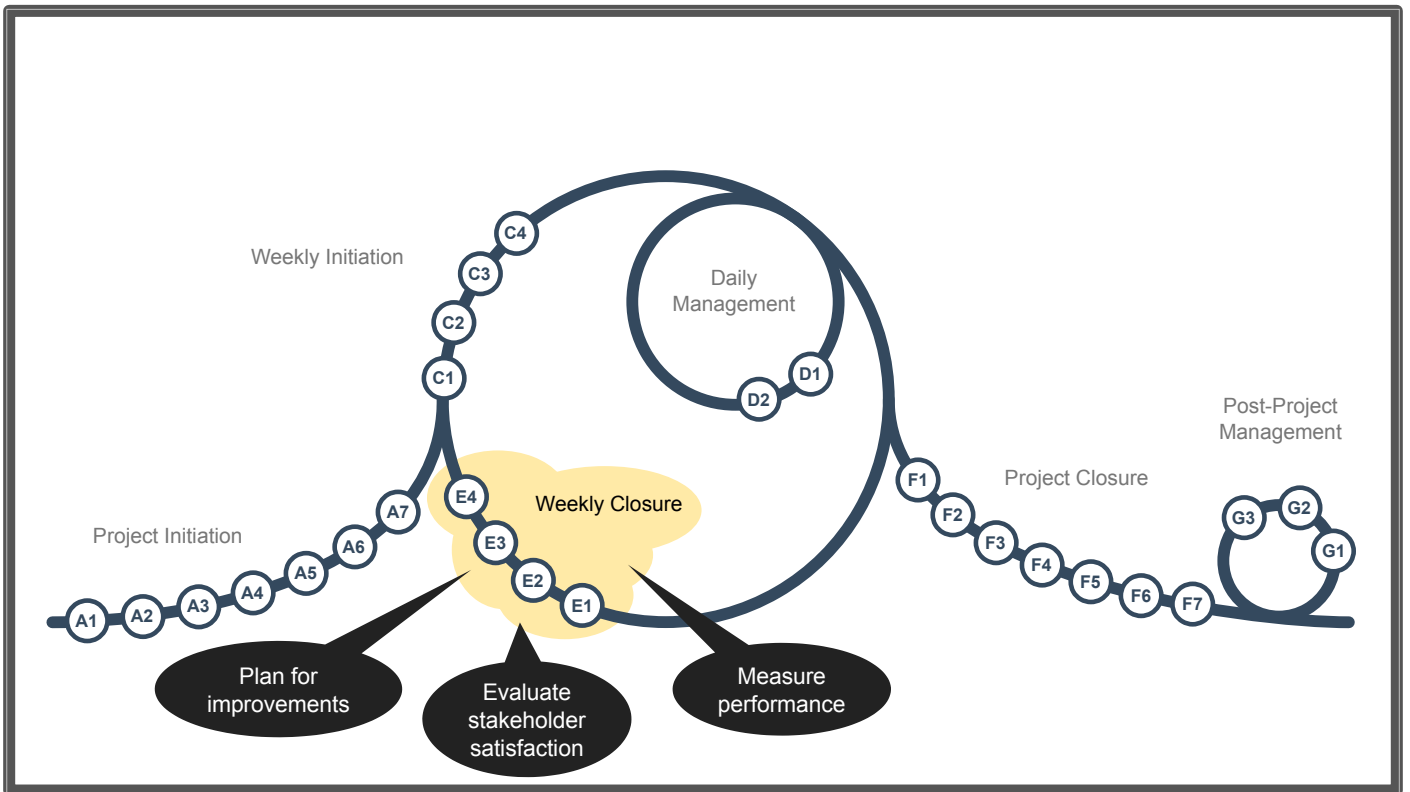 Weekly Initiation
C4
C3
C2
C1
Daily
Management
D1
D2
Post-Project
Management
G3
G2
G1
Project Closure
F1
F2
F3
F4
F5
F6
F7
Project Initiation
A1
A2
A3
A4
A5
A6
A7
Weekly Closure
E4
E3
E2
E1
Plan for
improvements
Evaluate
stakeholder
satisfaction
Measure
performance